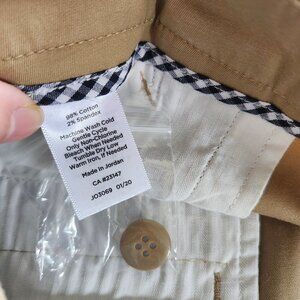 98% Cotton
2% Spandex
Machine Wash Cold
Gentle Cycle
Only Non-Chlorine
Bleach When Needed
Tumble Dry Low
Warm Iron, If Needed
Made in Jordan
CA #23147
JO3069 01/20